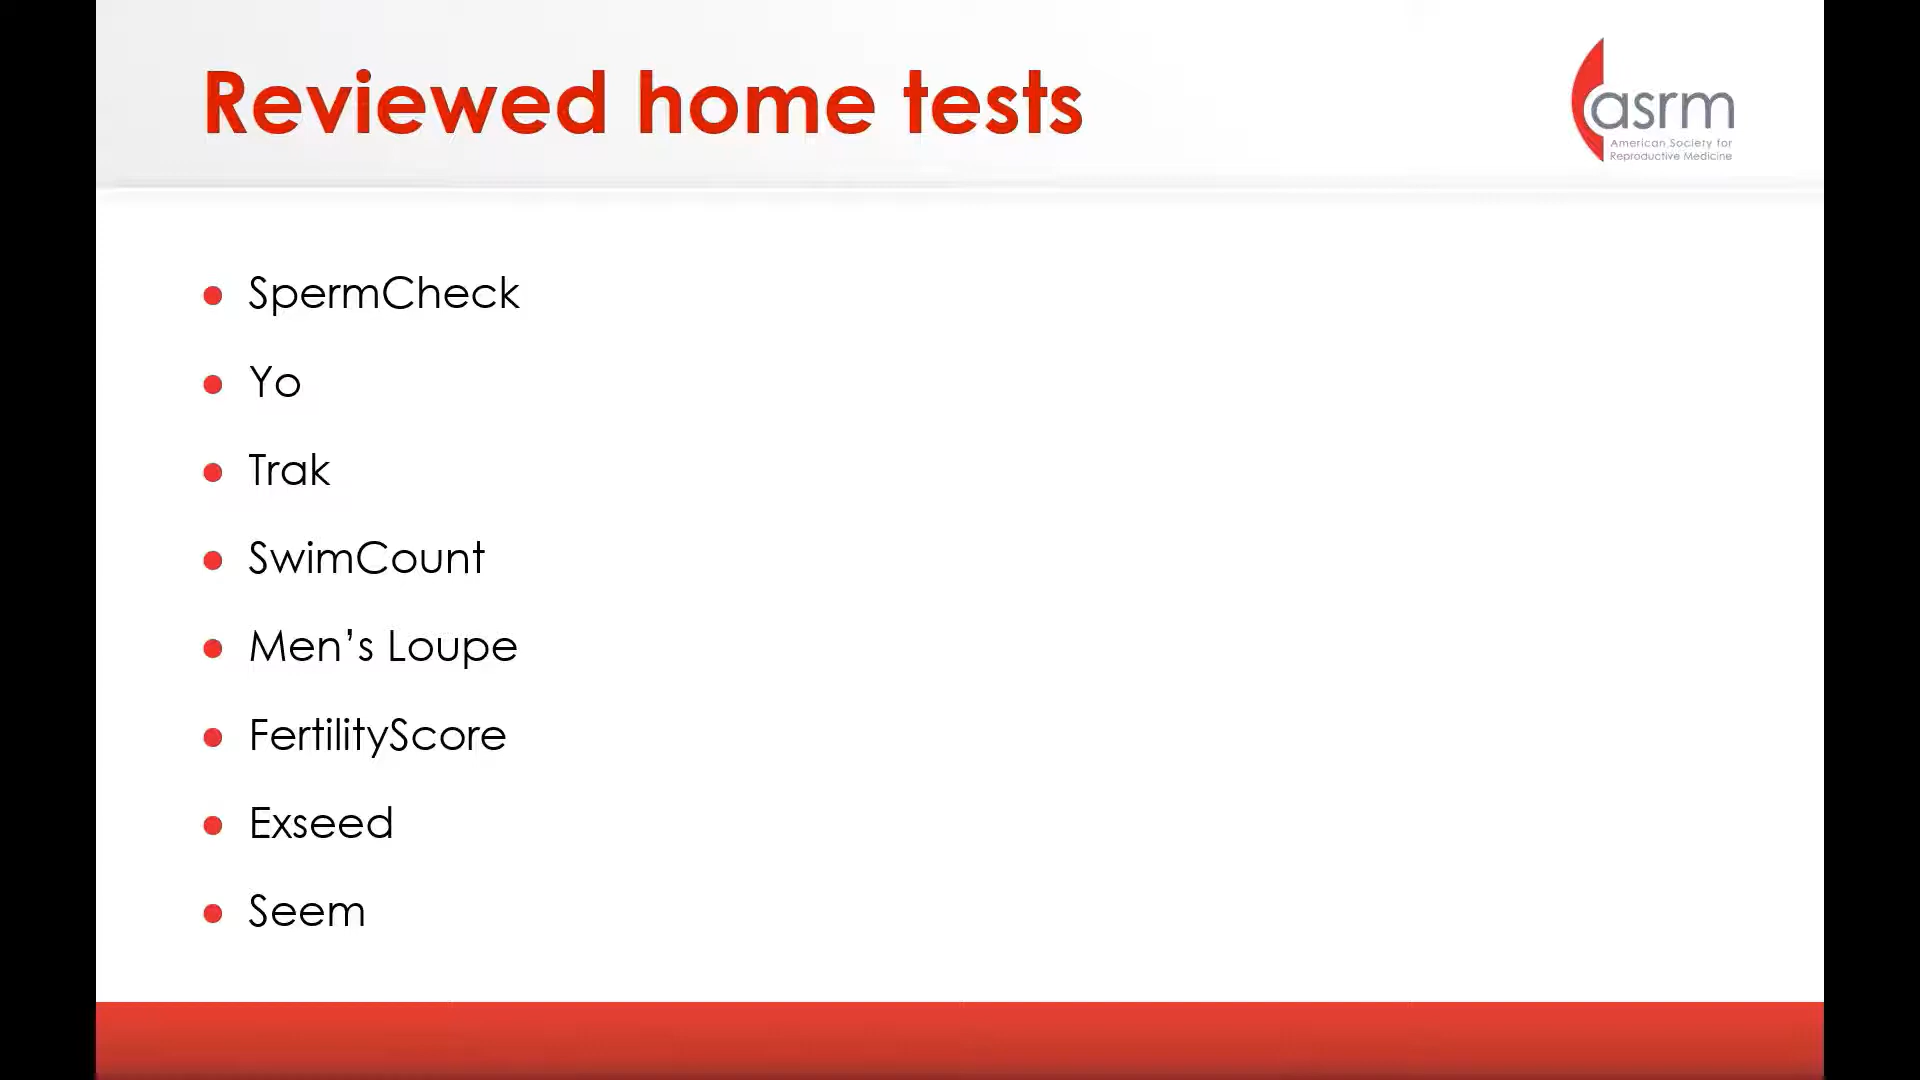 Reviewed home tests
asrm
American Society for
Reproductive Medicine
SpermCheck
Yo
Trak
SwimCount
Men’s Loupe
FertilityScore
Exseed
Seem